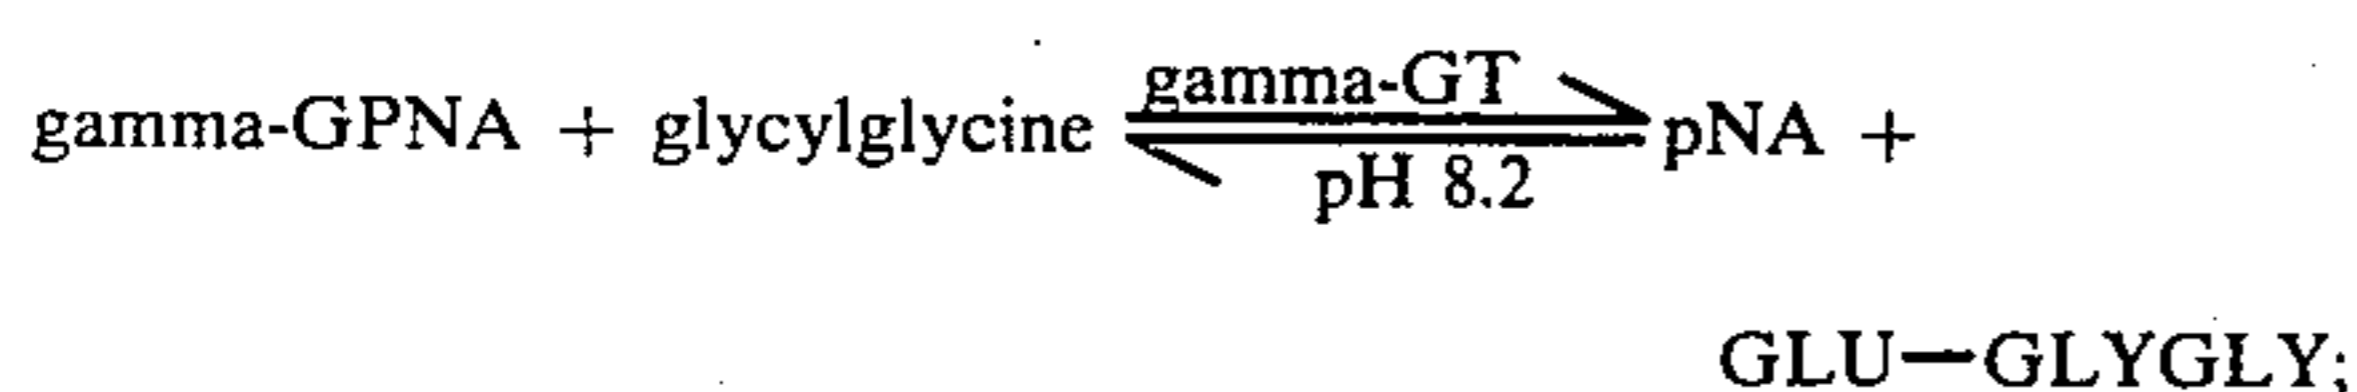 gamma-GT
gamma-GPNA + glycylglycine ⇌ pNA +
pH 8.2
GLU—GLYGLY;